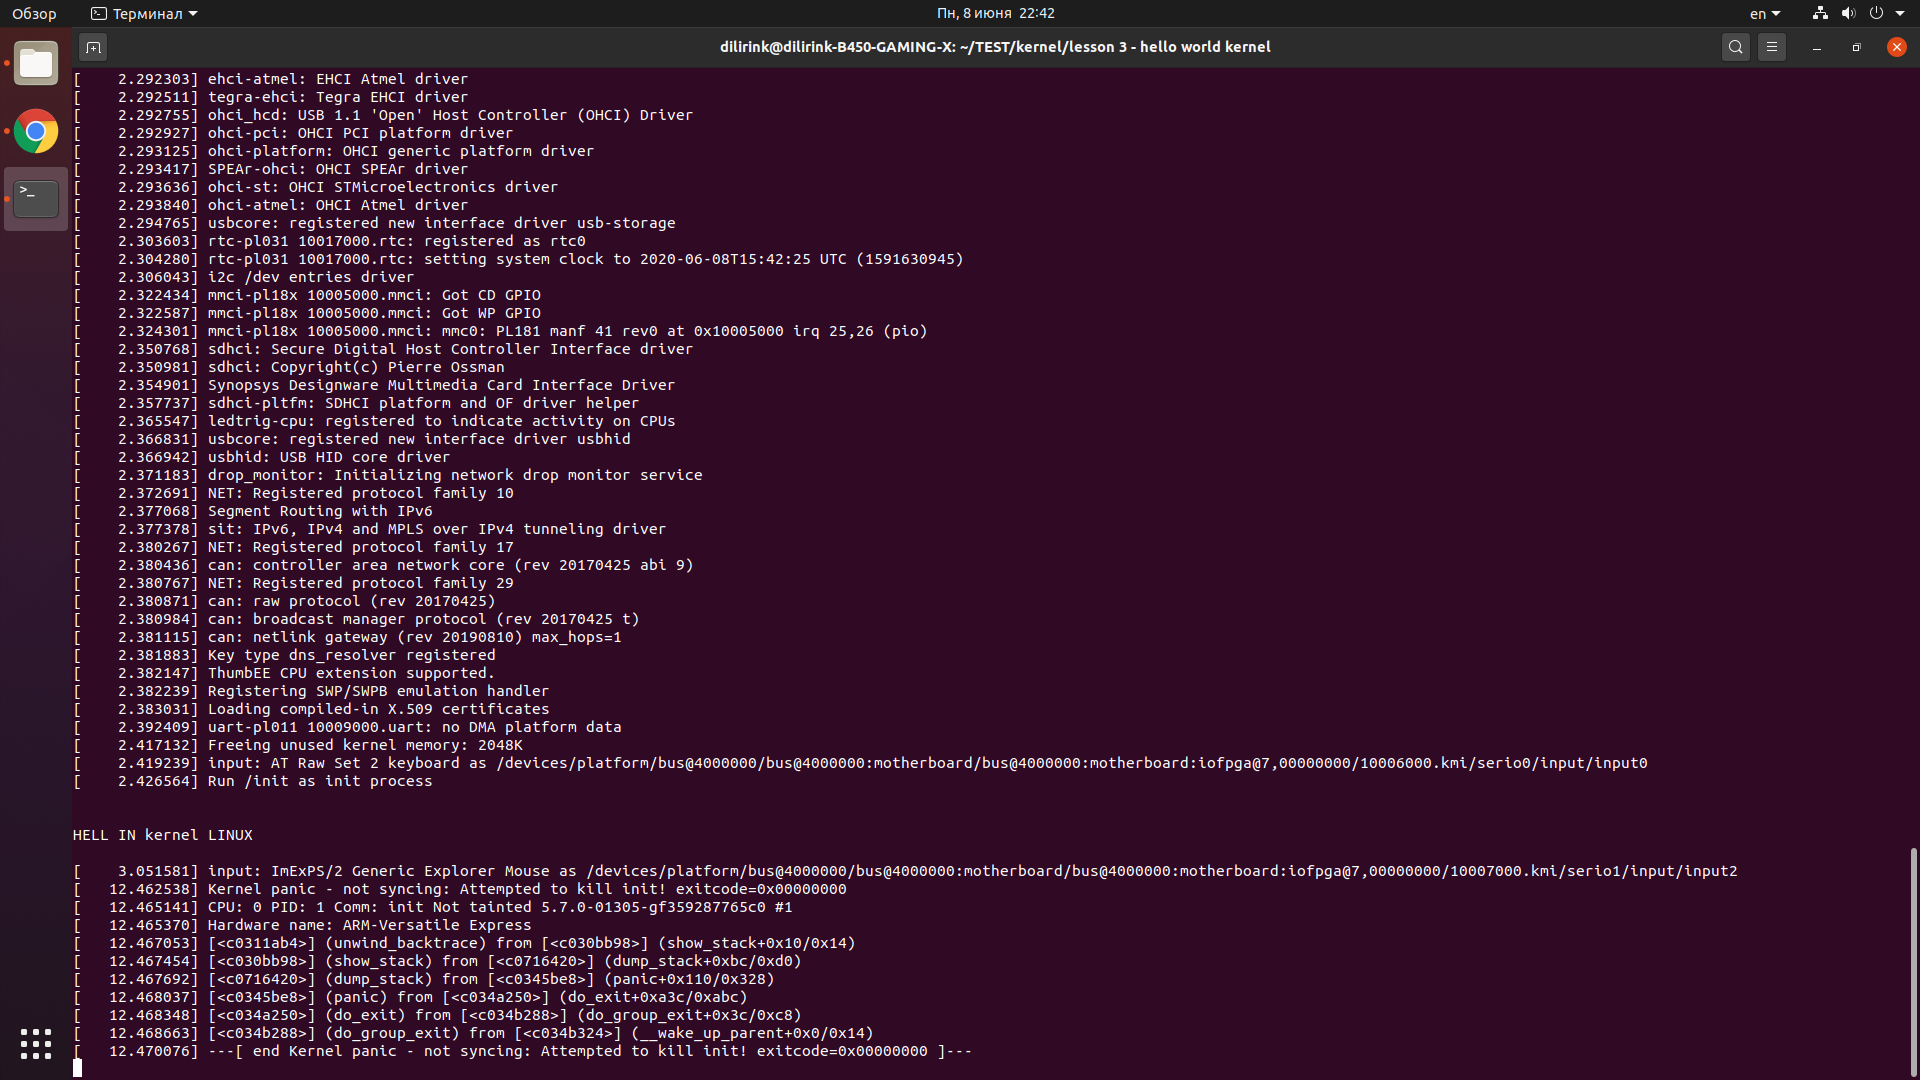 Обзор
Терминал
Пн, 8 июня 22:42
en
dilirink@dilirink-B450-GAMING-X: ~/TEST/kernel/lesson 3 - hello world kernel
[    2.292303] ehci-atmel: EHCI Atmel driver
[    2.292511] tegra-ehci: Tegra EHCI driver
[    2.292755] ohci_hcd: USB 1.1 'Open' Host Controller (OHCI) Driver
[    2.292927] ohci-pci: OHCI PCI platform driver
[    2.293125] ohci-platform: OHCI generic platform driver
[    2.293417] SPEAr-ohci: OHCI SPEAr driver
[    2.293636] ohci-st: OHCI STMicroelectronics driver
[    2.293840] ohci-atmel: OHCI Atmel driver
[    2.294765] usbcore: registered new interface driver usb-storage
[    2.303603] rtc-pl031 10017000.rtc: registered as rtc0
[    2.304280] rtc-pl031 10017000.rtc: setting system clock to 2020-06-08T15:42:25 UTC (1591630945)
[    2.306043] i2c /dev entries driver
[    2.322434] mmci-pl18x 10005000.mmci: Got CD GPIO
[    2.322587] mmci-pl18x 10005000.mmci: Got WP GPIO
[    2.324301] mmci-pl18x 10005000.mmci: mmc0: PL181 manf 41 rev0 at 0x10005000 irq 25,26 (pio)
[    2.350768] sdhci: Secure Digital Host Controller Interface driver
[    2.350981] sdhci: Copyright(c) Pierre Ossman
[    2.354901] Synopsys Designware Multimedia Card Interface Driver
[    2.357737] sdhci-pltfm: SDHCI platform and OF driver helper
[    2.365547] ledtrig-cpu: registered to indicate activity on CPUs
[    2.366831] usbcore: registered new interface driver usbhid
[    2.366942] usbhid: USB HID core driver
[    2.371183] drop_monitor: Initializing network drop monitor service
[    2.372691] NET: Registered protocol family 10
[    2.377068] Segment Routing with IPv6
[    2.377378] sit: IPv6, IPv4 and MPLS over IPv4 tunneling driver
[    2.380267] NET: Registered protocol family 17
[    2.380436] can: controller area network core (rev 20170425 abi 9)
[    2.380767] NET: Registered protocol family 29
[    2.380871] can: raw protocol (rev 20170425)
[    2.380984] can: broadcast manager protocol (rev 20170425 t)
[    2.381115] can: netlink gateway (rev 20190810) max_hops=1
[    2.381883] Key type dns_resolver registered
[    2.382147] ThumbEE CPU extension supported.
[    2.382239] Registering SWP/SWPB emulation handler
[    2.383031] Loading compiled-in X.509 certificates
[    2.392409] uart-pl011 10009000.uart: no DMA platform data
[    2.417132] Freeing unused kernel memory: 2048K
[    2.419239] input: AT Raw Set 2 keyboard as /devices/platform/bus@4000000/bus@4000000:motherboard/bus@4000000:motherboard:iofpga@7,00000000/10006000.kmi/serio0/input/input0
[    2.426564] Run /init as init process
HELL IN kernel LINUX
[    3.051581] input: ImExPS/2 Generic Explorer Mouse as /devices/platform/bus@4000000/bus@4000000:motherboard/bus@4000000:motherboard:iofpga@7,00000000/10007000.kmi/serio1/input/input2
[   12.462538] Kernel panic - not syncing: Attempted to kill init! exitcode=0x00000000
[   12.465141] CPU: 0 PID: 1 Comm: init Not tainted 5.7.0-01305-gf359287765c0 #1
[   12.465370] Hardware name: ARM-Versatile Express
[   12.467053] [<c0311ab4>] (unwind_backtrace) from [<c030bb98>] (show_stack+0x10/0x14)
[   12.467454] [<c030bb98>] (show_stack) from [<c0716420>] (dump_stack+0xbc/0xd0)
[   12.467692] [<c0716420>] (dump_stack) from [<c0345be8>] (panic+0x110/0x328)
[   12.468037] [<c0345be8>] (panic) from [<c034a250>] (do_exit+0xa3c/0xabc)
[   12.468348] [<c034a250>] (do_exit) from [<c034b288>] (do_group_exit+0x3c/0xc8)
[   12.468663] [<c034b288>] (do_group_exit) from [<c034b324>] (__wake_up_parent+0x0/0x14)
[   12.470076] ---[ end Kernel panic - not syncing: Attempted to kill init! exitcode=0x00000000 ]---